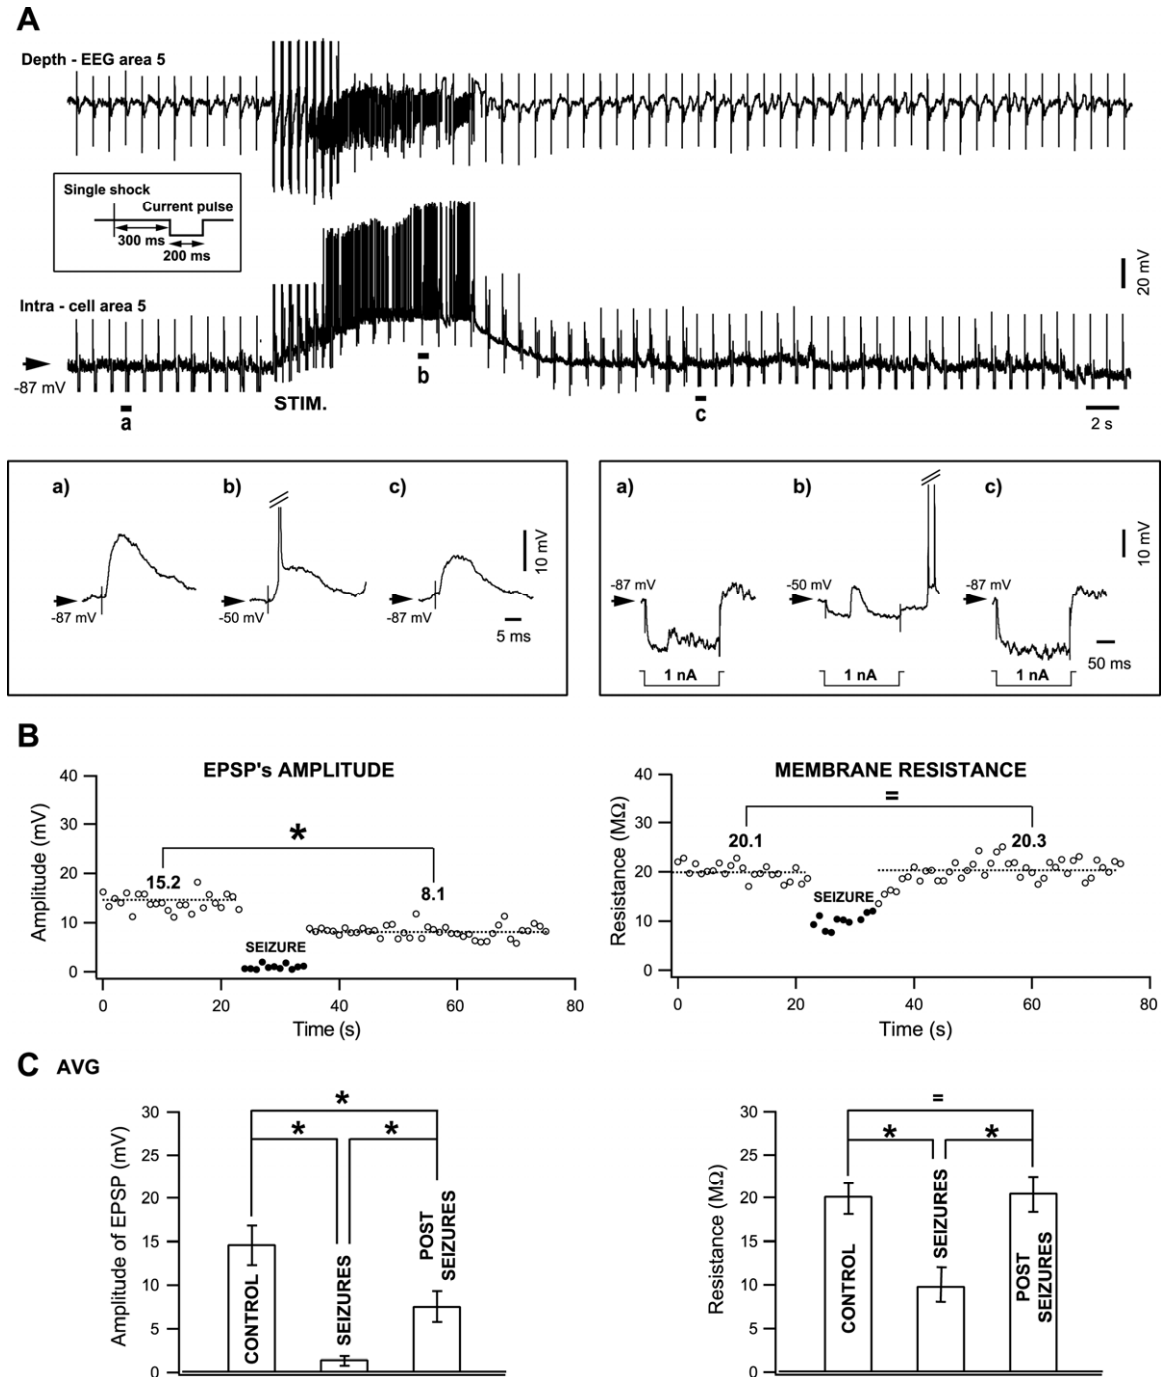 A
Depth - EEG area 5
Single shock
Current pulse
300 ms
200 ms
20 mV
Intra - cell area 5
-87 mV
a
STIM.
b
c
2 s
a)
b)
c)
10 mV
-87 mV
-50 mV
-87 mV
5 ms
a)
b)
c)
10 mV
-87 mV
-50 mV
-87 mV
50 ms
1 nA
1 nA
1 nA
B
EPSP's AMPLITUDE
Amplitude (mV)
40
30
20
10
0
*
15.2
8.1
SEIZURE
0
20
40
60
80
Time (s)
MEMBRANE RESISTANCE
Resistance (MΩ)
40
30
20
10
0
=
20.1
20.3
SEIZURE
0
20
40
60
80
Time (s)
C AVG
Amplitude of EPSP (mV)
30
25
20
15
10
5
0
*
* *
CONTROL
SEIZURES
POST
SEIZURES
Resistance (MΩ)
30
25
20
15
10
5
0
=
* *
CONTROL
SEIZURES
POST
SEIZURES